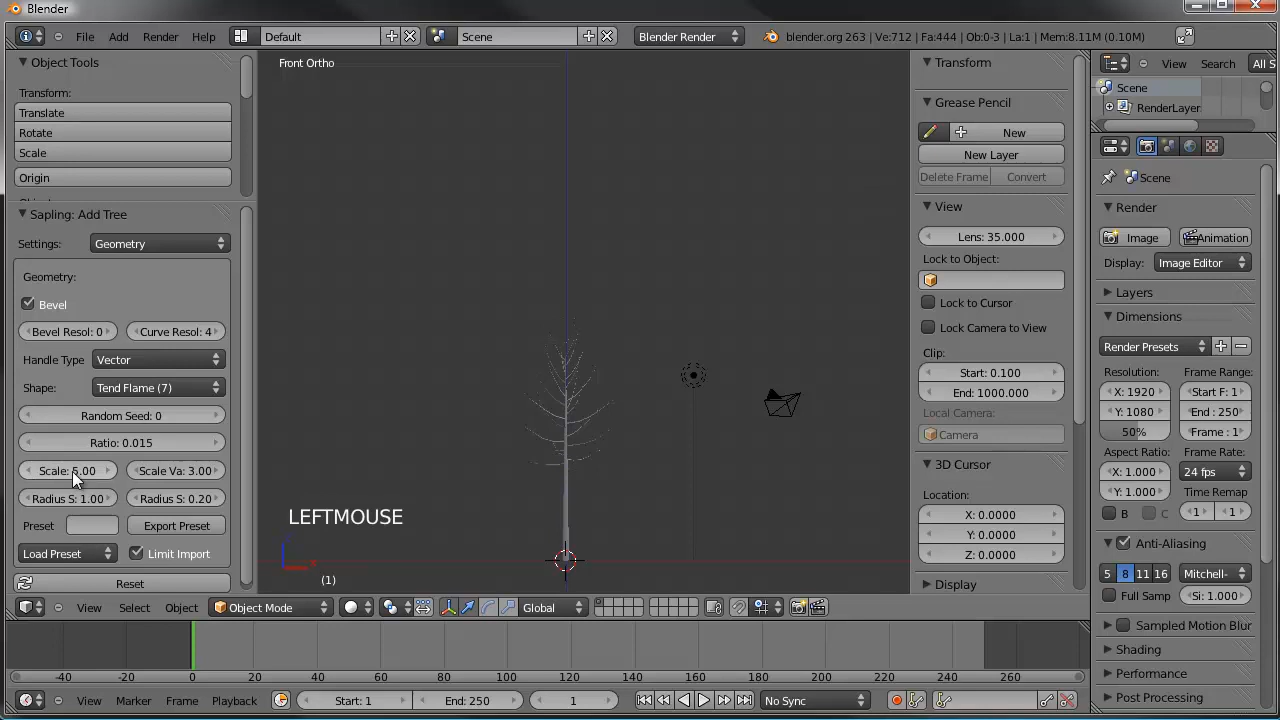 Blender
File Add Render Help Default Scene Blender Render blender.org 263 | Ve:712 | Fa:444 | Ob:0-3 | La:1 | Mem:8.11M (0.10M)
Object Tools
Transform:
Translate
Rotate
Scale
Origin
Sapling: Add Tree
Settings: Geometry
Geometry:
Bevel
Bevel Resol: 0 Curve Resol: 4
Handle Type Vector
Shape: Tend Flame (7)
Random Seed: 0
Ratio: 0.015
Scale: 5.00 Scale Va: 3.00
Radius S: 1.00 Radius S: 0.20
Preset Export Preset
Load Preset Limit Import
Reset
Front Ortho
LEFTMOUSE
x
(1)
View Select Object Object Mode Global
Transform
Grease Pencil
New
New Layer
Delete Frame Convert
View
Lens: 35.000
Lock to Object:
Lock to Cursor
Lock Camera to View
Clip:
Start: 0.100
End: 1000.000
Local Camera:
Camera
3D Cursor
Location:
X: 0.0000
Y: 0.0000
Z: 0.0000
Display
View Search All S
Scene
RenderLayer
Scene
Render
Image Animation
Display: Image Editor
Layers
Dimensions
Render Presets
Resolution: Frame Range:
X: 1920 Start F: 1
Y: 1080 End : 250
50% Frame : 1
Aspect Ratio: Frame Rate:
X: 1.000 24 fps
Y: 1.000 Time Remap
B C 1 1
Anti-Aliasing
5 8 11 16 Mitchell-
Full Samp Si: 1.000
Sampled Motion Blur
Shading
Performance
Post Processing
-40 -20 0 20 40 60 80 100 120 140 160 180 200 220 240 260
View Marker Frame Playback Start: 1 End: 250 1 No Sync